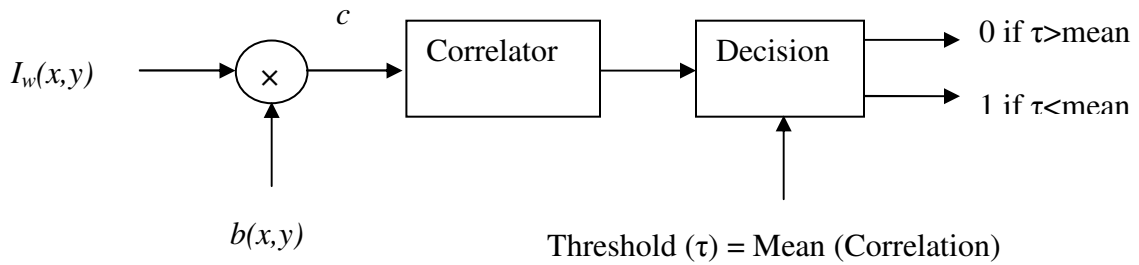 c
I_w(x,y)
×
Correlator
Decision
0 if τ>mean
1 if τ<mean
b(x,y)
Threshold (τ) = Mean (Correlation)